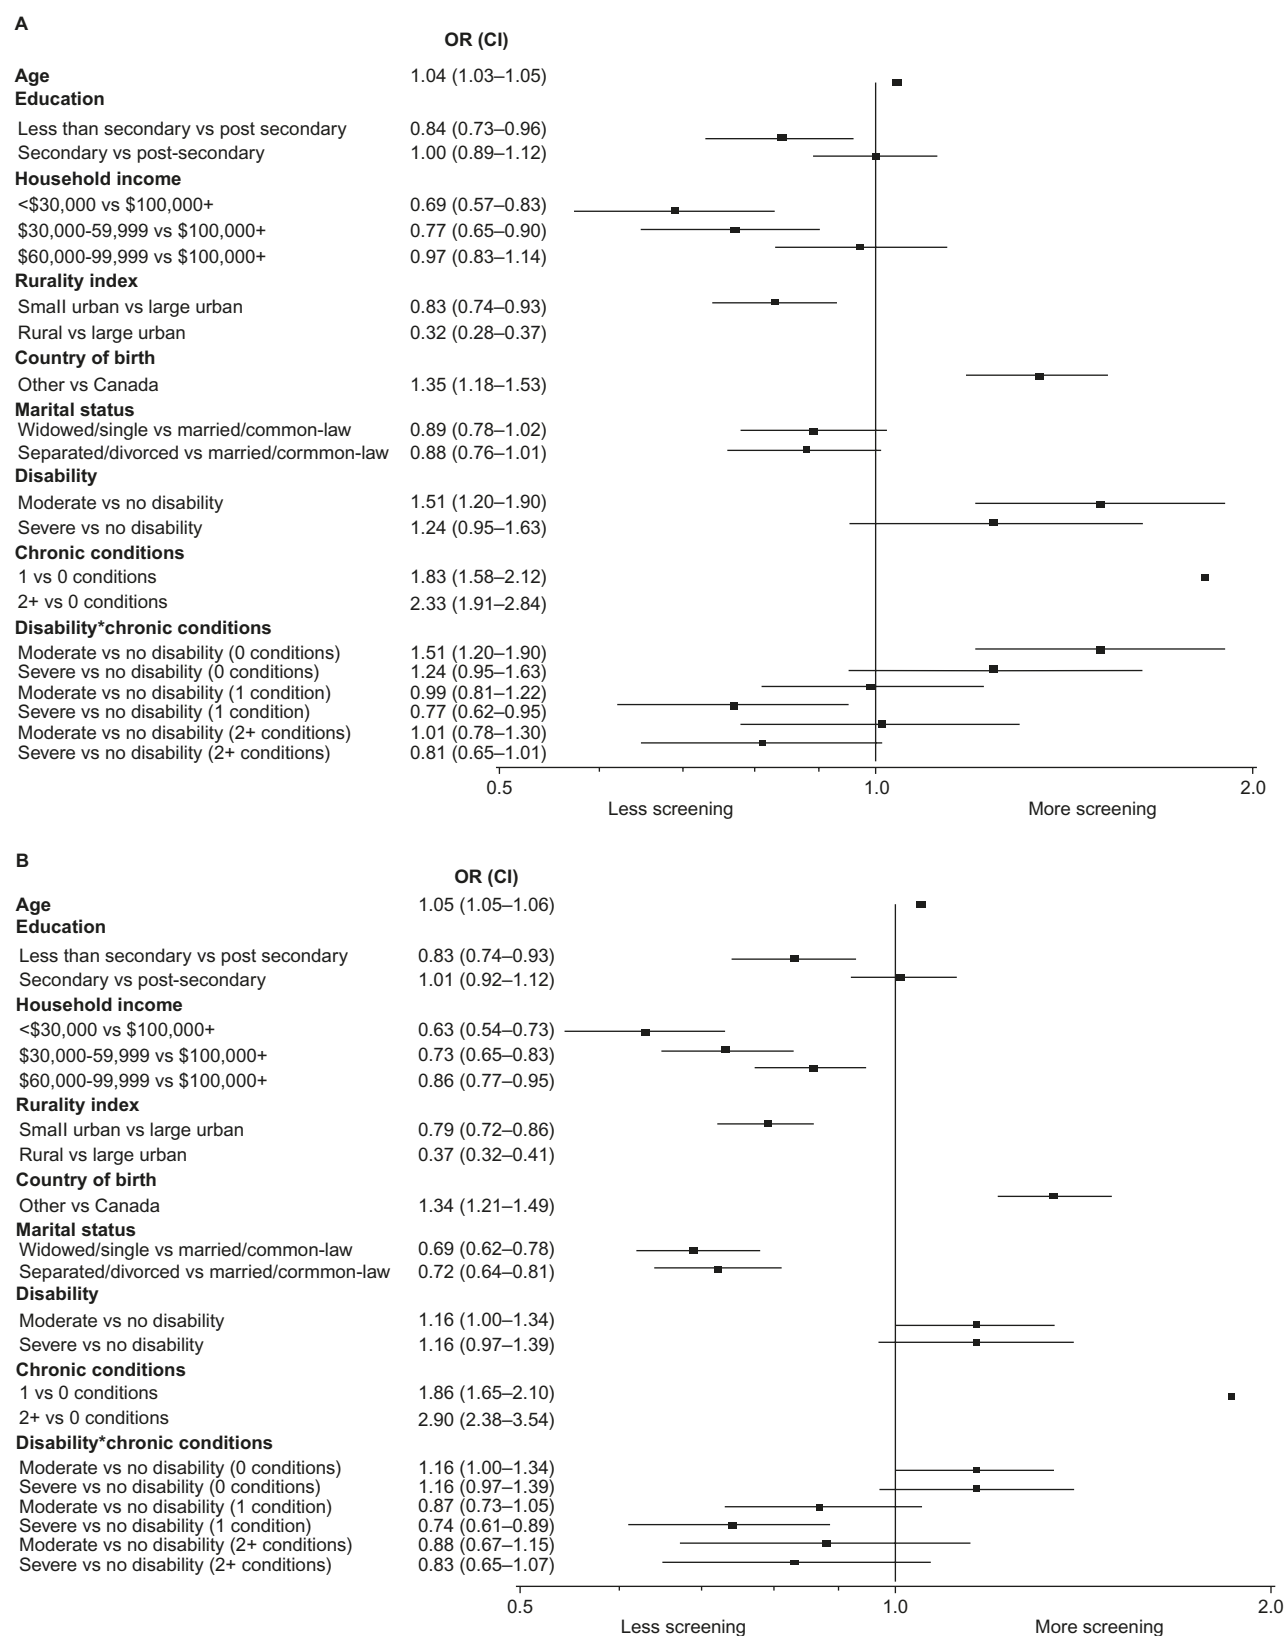 A
OR (CI)
Age 1.04 (1.03–1.05)
Education
Less than secondary vs post secondary 0.84 (0.73–0.96)
Secondary vs post-secondary 1.00 (0.89–1.12)
Household income
<$30,000 vs $100,000+ 0.69 (0.57–0.83)
$30,000-59,999 vs $100,000+ 0.77 (0.65–0.90)
$60,000-99,999 vs $100,000+ 0.97 (0.83–1.14)
Rurality index
Small urban vs large urban 0.83 (0.74–0.93)
Rural vs large urban 0.32 (0.28–0.37)
Country of birth
Other vs Canada 1.35 (1.18–1.53)
Marital status
Widowed/single vs married/common-law 0.89 (0.78–1.02)
Separated/divorced vs married/cormmon-law 0.88 (0.76–1.01)
Disability
Moderate vs no disability 1.51 (1.20–1.90)
Severe vs no disability 1.24 (0.95–1.63)
Chronic conditions
1 vs 0 conditions 1.83 (1.58–2.12)
2+ vs 0 conditions 2.33 (1.91–2.84)
Disability*chronic conditions
Moderate vs no disability (0 conditions) 1.51 (1.20–1.90)
Severe vs no disability (0 conditions) 1.24 (0.95–1.63)
Moderate vs no disability (1 condition) 0.99 (0.81–1.22)
Severe vs no disability (1 condition) 0.77 (0.62–0.95)
Moderate vs no disability (2+ conditions) 1.01 (0.78–1.30)
Severe vs no disability (2+ conditions) 0.81 (0.65–1.01)
0.5 1.0 2.0
Less screening More screening
B
OR (CI)
Age 1.05 (1.05–1.06)
Education
Less than secondary vs post secondary 0.83 (0.74–0.93)
Secondary vs post-secondary 1.01 (0.92–1.12)
Household income
<$30,000 vs $100,000+ 0.63 (0.54–0.73)
$30,000-59,999 vs $100,000+ 0.73 (0.65–0.83)
$60,000-99,999 vs $100,000+ 0.86 (0.77–0.95)
Rurality index
Small urban vs large urban 0.79 (0.72–0.86)
Rural vs large urban 0.37 (0.32–0.41)
Country of birth
Other vs Canada 1.34 (1.21–1.49)
Marital status
Widowed/single vs married/common-law 0.69 (0.62–0.78)
Separated/divorced vs married/cormmon-law 0.72 (0.64–0.81)
Disability
Moderate vs no disability 1.16 (1.00–1.34)
Severe vs no disability 1.16 (0.97–1.39)
Chronic conditions
1 vs 0 conditions 1.86 (1.65–2.10)
2+ vs 0 conditions 2.90 (2.38–3.54)
Disability*chronic conditions
Moderate vs no disability (0 conditions) 1.16 (1.00–1.34)
Severe vs no disability (0 conditions) 1.16 (0.97–1.39)
Moderate vs no disability (1 condition) 0.87 (0.73–1.05)
Severe vs no disability (1 condition) 0.74 (0.61–0.89)
Moderate vs no disability (2+ conditions) 0.88 (0.67–1.15)
Severe vs no disability (2+ conditions) 0.83 (0.65–1.07)
0.5 1.0 2.0
Less screening More screening